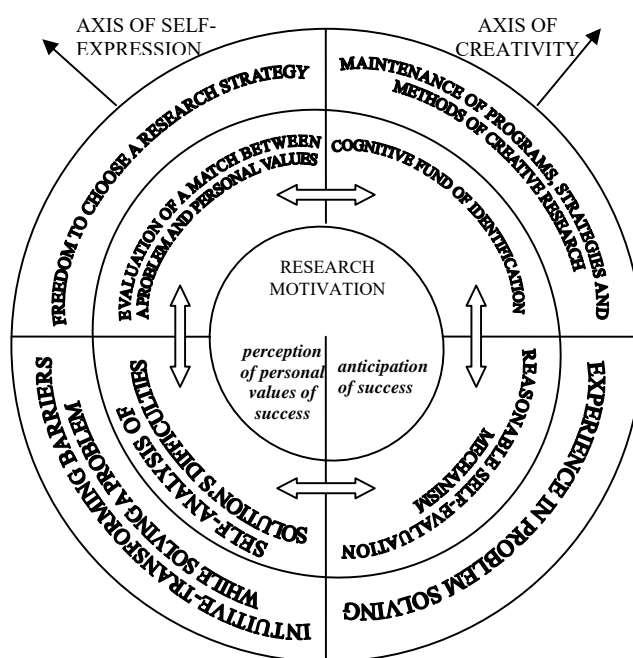 AXIS OF SELF-
EXPRESSION
AXIS OF
CREATIVITY
FREEDOM TO CHOOSE A RESEARCH STRATEGY
MAINTENANCE OF PROGRAMS, STRATEGIES AND
METHODS OF CREATIVE RESEARCH
EVALUATION OF A MATCH BETWEEN
APROBLEM AND PERSONAL VALUES
COGNITIVE FUND OF IDENTIFICATION
RESEARCH
MOTIVATION
perception
of personal
values of
success
anticipation
of success
SELF-ANALYSIS OF
SOLUTION'S DIFFICULTIES
REASONABLE SELF-EVALUATION
MECHANISM
INTUITIVE-TRANSFORMING BARRIERS
WHILE SOLVING A PROBLEM
EXPERIENCE IN PROBLEM SOLVING